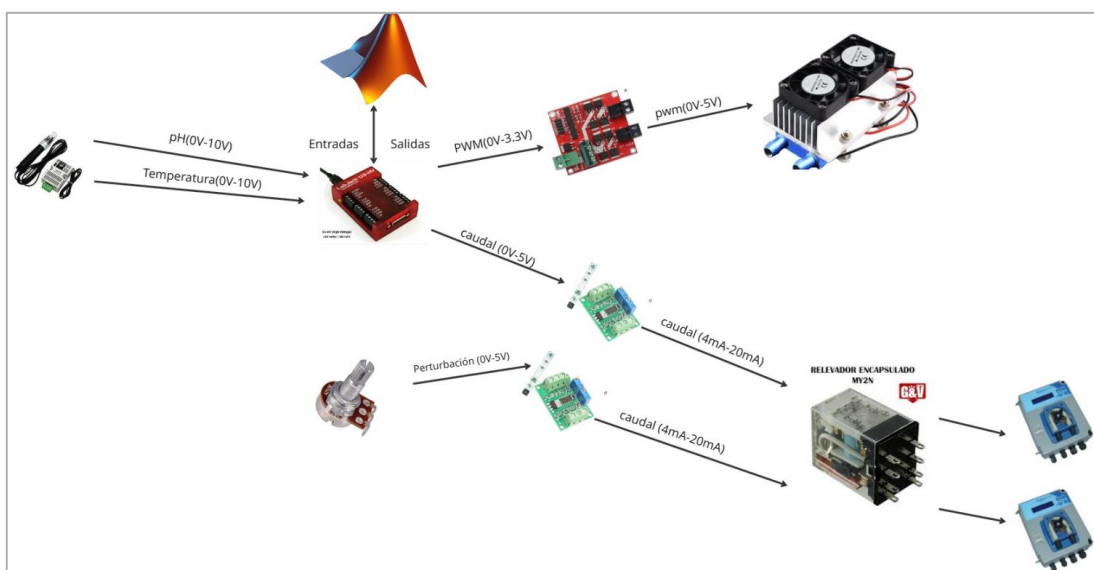 pH(0V-10V)
Temperatura(0V-10V)
Entradas
Salidas
PWM(0V-3.3V)
pwm(0V-5V)
caudal (0V-5V)
caudal (4mA-20mA)
Perturbación (0V-5V)
caudal (4mA-20mA)
RELEVADOR ENCAPSULADO
MY2N
G&V